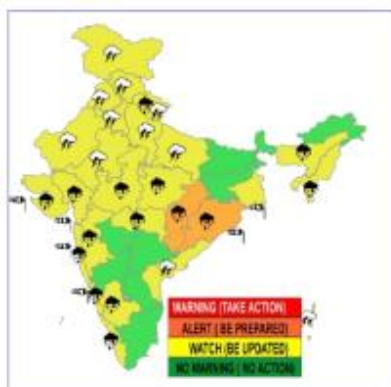 WARNING (TAKE ACTION)
ALERT ( BE PREPARED)
WATCH (BE UPDATED)
NO WARNING ( NO ACTION)